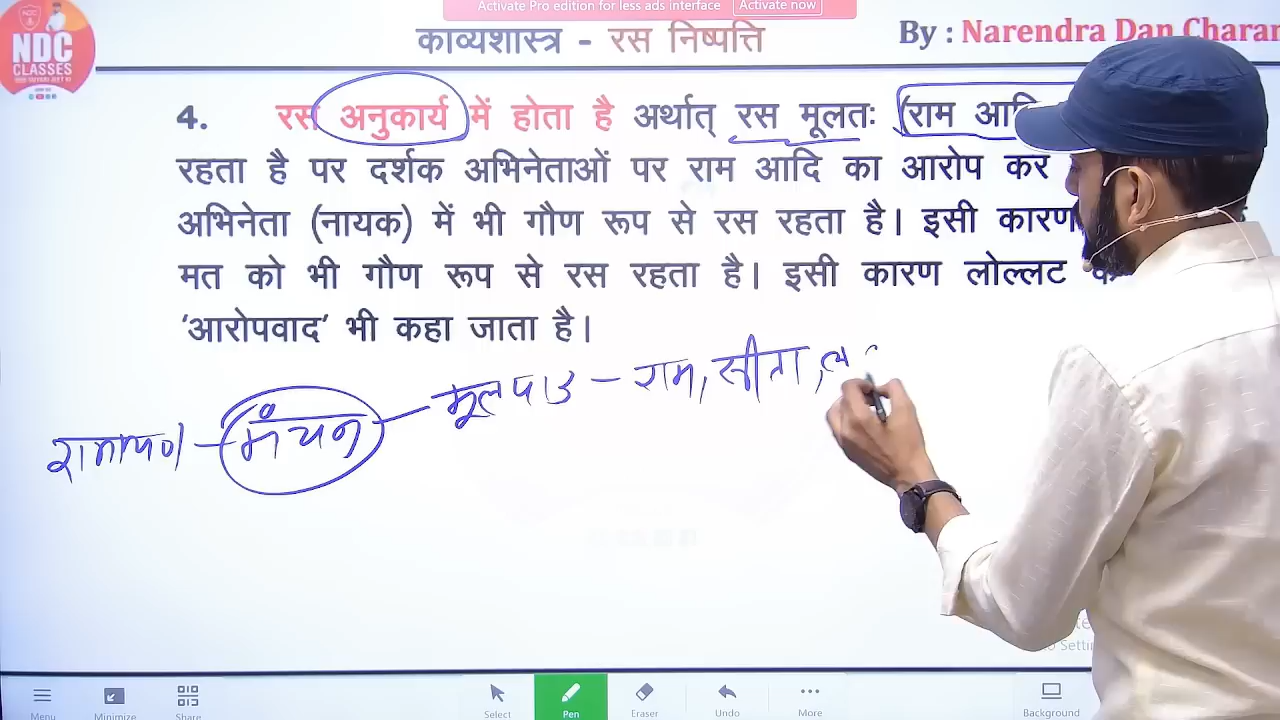 Activate Pro edition for less ads interface Activate now
NDC
NDC
CLASSES
काव्यशास्त्र - रस निष्पत्ति
By : Narendra Dan Charan
4. रस अनुकार्य में होता है अर्थात् रस मूलतः (राम आदि
रहता है पर दर्शक अभिनेताओं पर राम आदि का आरोप कर
अभिनेता (नायक) में भी गौण रूप से रस रहता है। इसी कारण
मत को भी गौण रूप से रस रहता है। इसी कारण लोल्लट के
'आरोपवाद' भी कहा जाता है।
रामायण - मंचन - मूल पात्र - राम, सीता,
Menu
Minimize
Share
Select
Pen
Eraser
Undo
More
Background